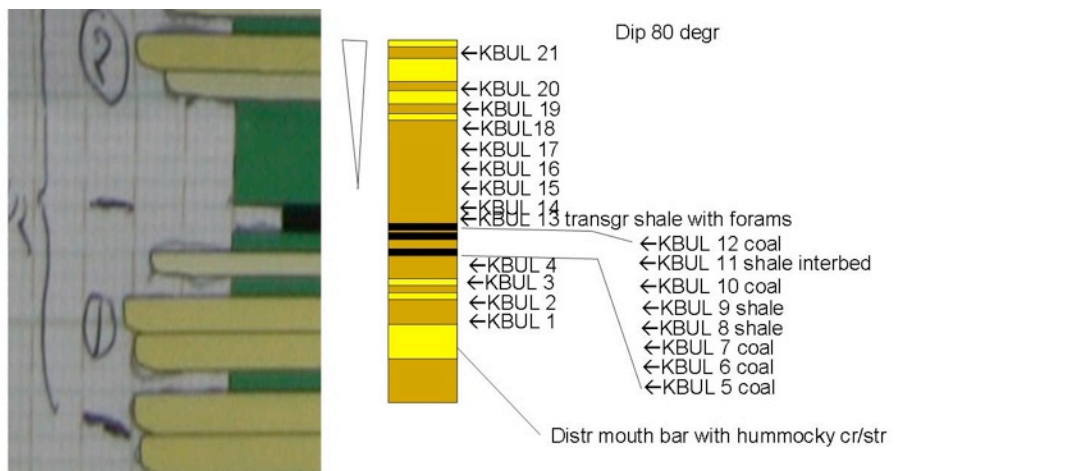 2
1
Dip 80 degr
←KBUL 21
←KBUL 20
←KBUL 19
←KBUL18
←KBUL 17
←KBUL 16
←KBUL 15
←KBUL 14
←KBUL 13 transgr shale with forams
←KBUL 12 coal
←KBUL 11 shale interbed
←KBUL 10 coal
←KBUL 9 shale
←KBUL 8 shale
←KBUL 7 coal
←KBUL 6 coal
←KBUL 5 coal
←KBUL 4
←KBUL 3
←KBUL 2
←KBUL 1
Distr mouth bar with hummocky cr/str